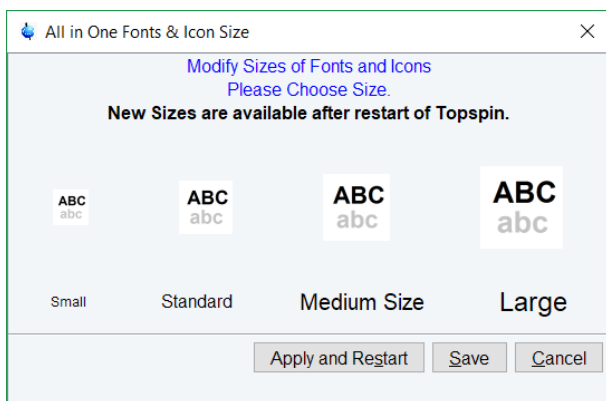 All in One Fonts & Icon Size
Modify Sizes of Fonts and Icons
Please Choose Size.
New Sizes are available after restart of Topspin.
ABC ABC ABC ABC
abc abc abc abc
Small Standard Medium Size Large
Apply and Restart Save Cancel